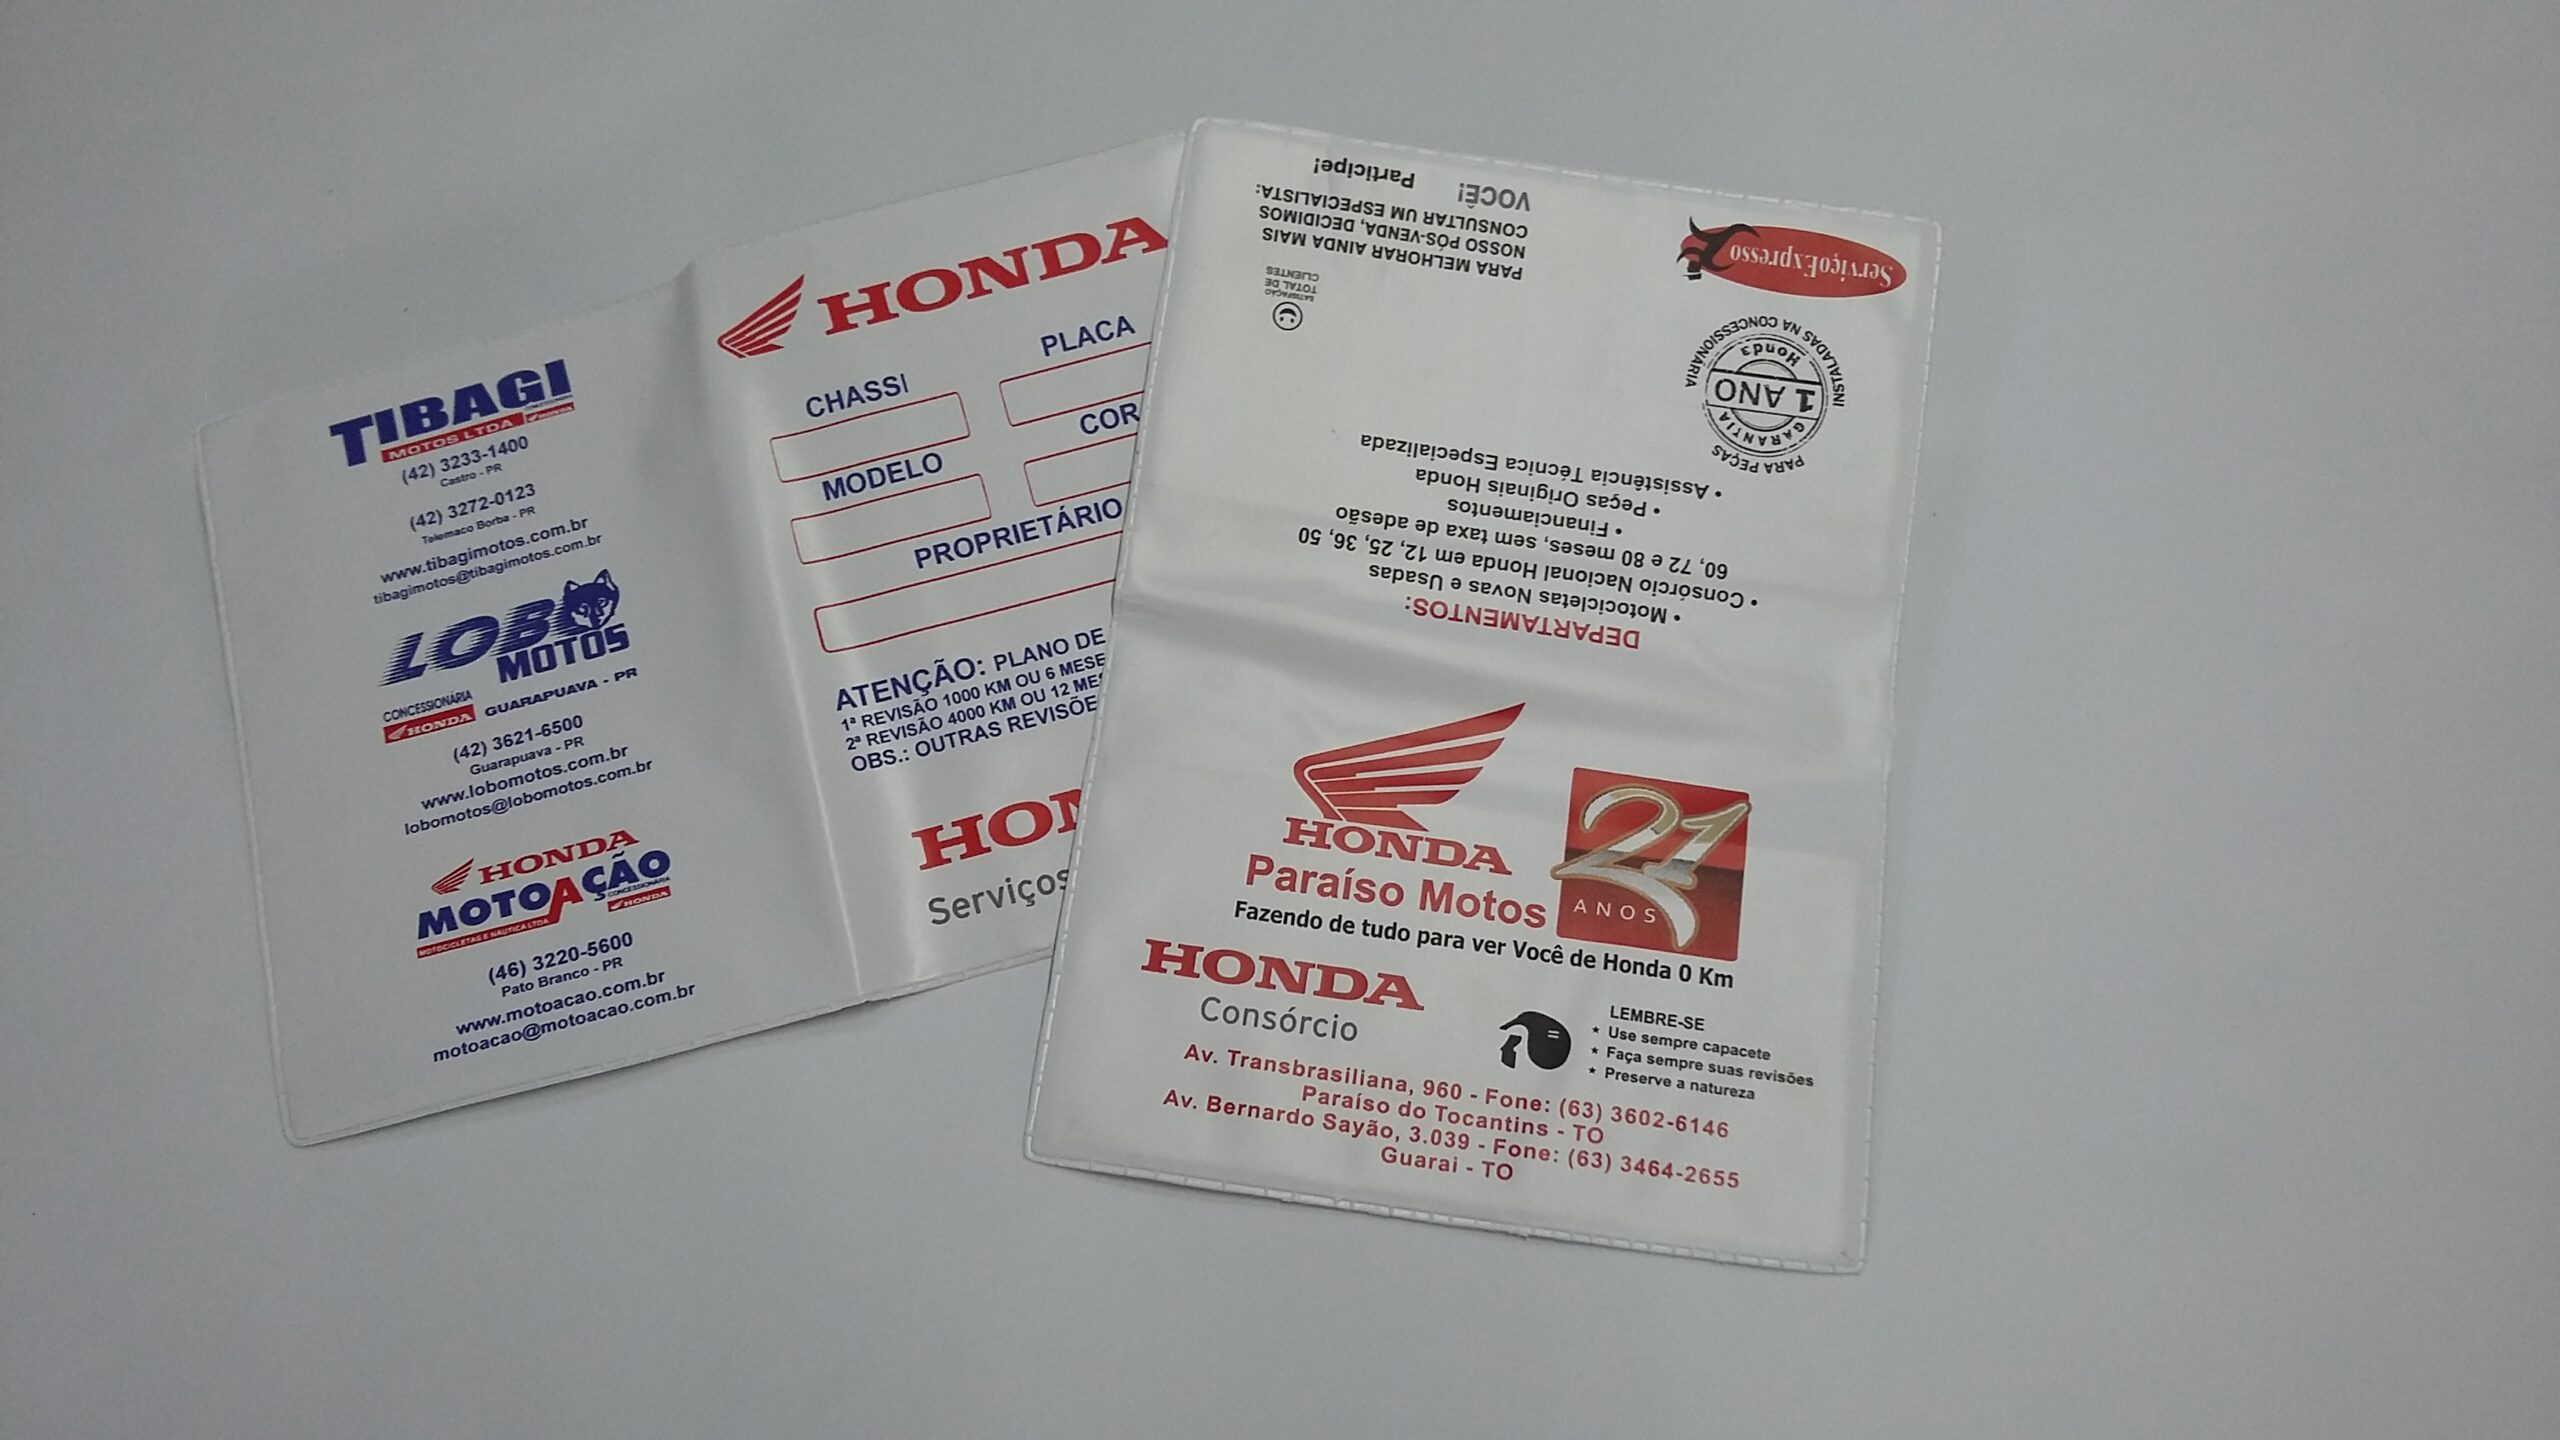 TIBAGI
MOTOS LTDA
HONDA
(42) 3233-1400
Castro - PR
(42) 3272-0123
Telemaco Borba - PR
www.tibagimotos.com.br
tibagimotos@tibagimotos.com.br
LOBO
MOTOS
CONCESSIONÁRIA
HONDA
GUARAPUAVA - PR
(42) 3621-6500
Guarapuava - PR
www.lobomotos.com.br
lobomotos@lobomotos.com.br
HONDA
MOTOAÇÃO
CONCESSIONÁRIA
MOTOCICLETAS E NÁUTICA LTDA
HONDA
(46) 3220-5600
Pato Branco - PR
www.motoacao.com.br
motoacao@motoacao.com.br
HONDA
CHASSI
PLACA
MODELO
COR
PROPRIETÁRIO
ATENÇÃO: PLANO DE
1ª REVISÃO 1000 KM OU 6 MESE
2ª REVISÃO 4000 KM OU 12 ME
OBS.: OUTRAS REVISÕE
HON
Serviços
HONDA
Paraíso Motos
21
ANOS
Fazendo de tudo para ver Você de Honda 0 Km
HONDA
Consórcio
LEMBRE-SE
* Use sempre capacete
* Faça sempre suas revisões
* Preserve a natureza
Av. Transbrasiliana, 960 - Fone: (63) 3602-6146
Paraíso do Tocantins - TO
Av. Bernardo Sayão, 3.039 - Fone: (63) 3464-2655
Guarai - TO
DEPARTAMENTOS:
• Motocicletas Novas e Usadas
• Consórcio Nacional Honda em 12, 25, 36, 50
60, 72 e 80 meses, sem taxa de adesão
• Financiamentos
• Peças Originais Honda
• Assistência Técnica Especializada
PARA PEÇAS
GARANTIA
1 ANO
Honda
INSTALADAS NA CONCESSIONÁRIA
ServiçoExpresso
SATISFAÇÃO
TOTAL DE
CLIENTES
PARA MELHORAR AINDA MAIS
NOSSO PÓS-VENDA, DECIDIMOS
CONSULTAR UM ESPECIALISTA:
VOCÊ! Participe!